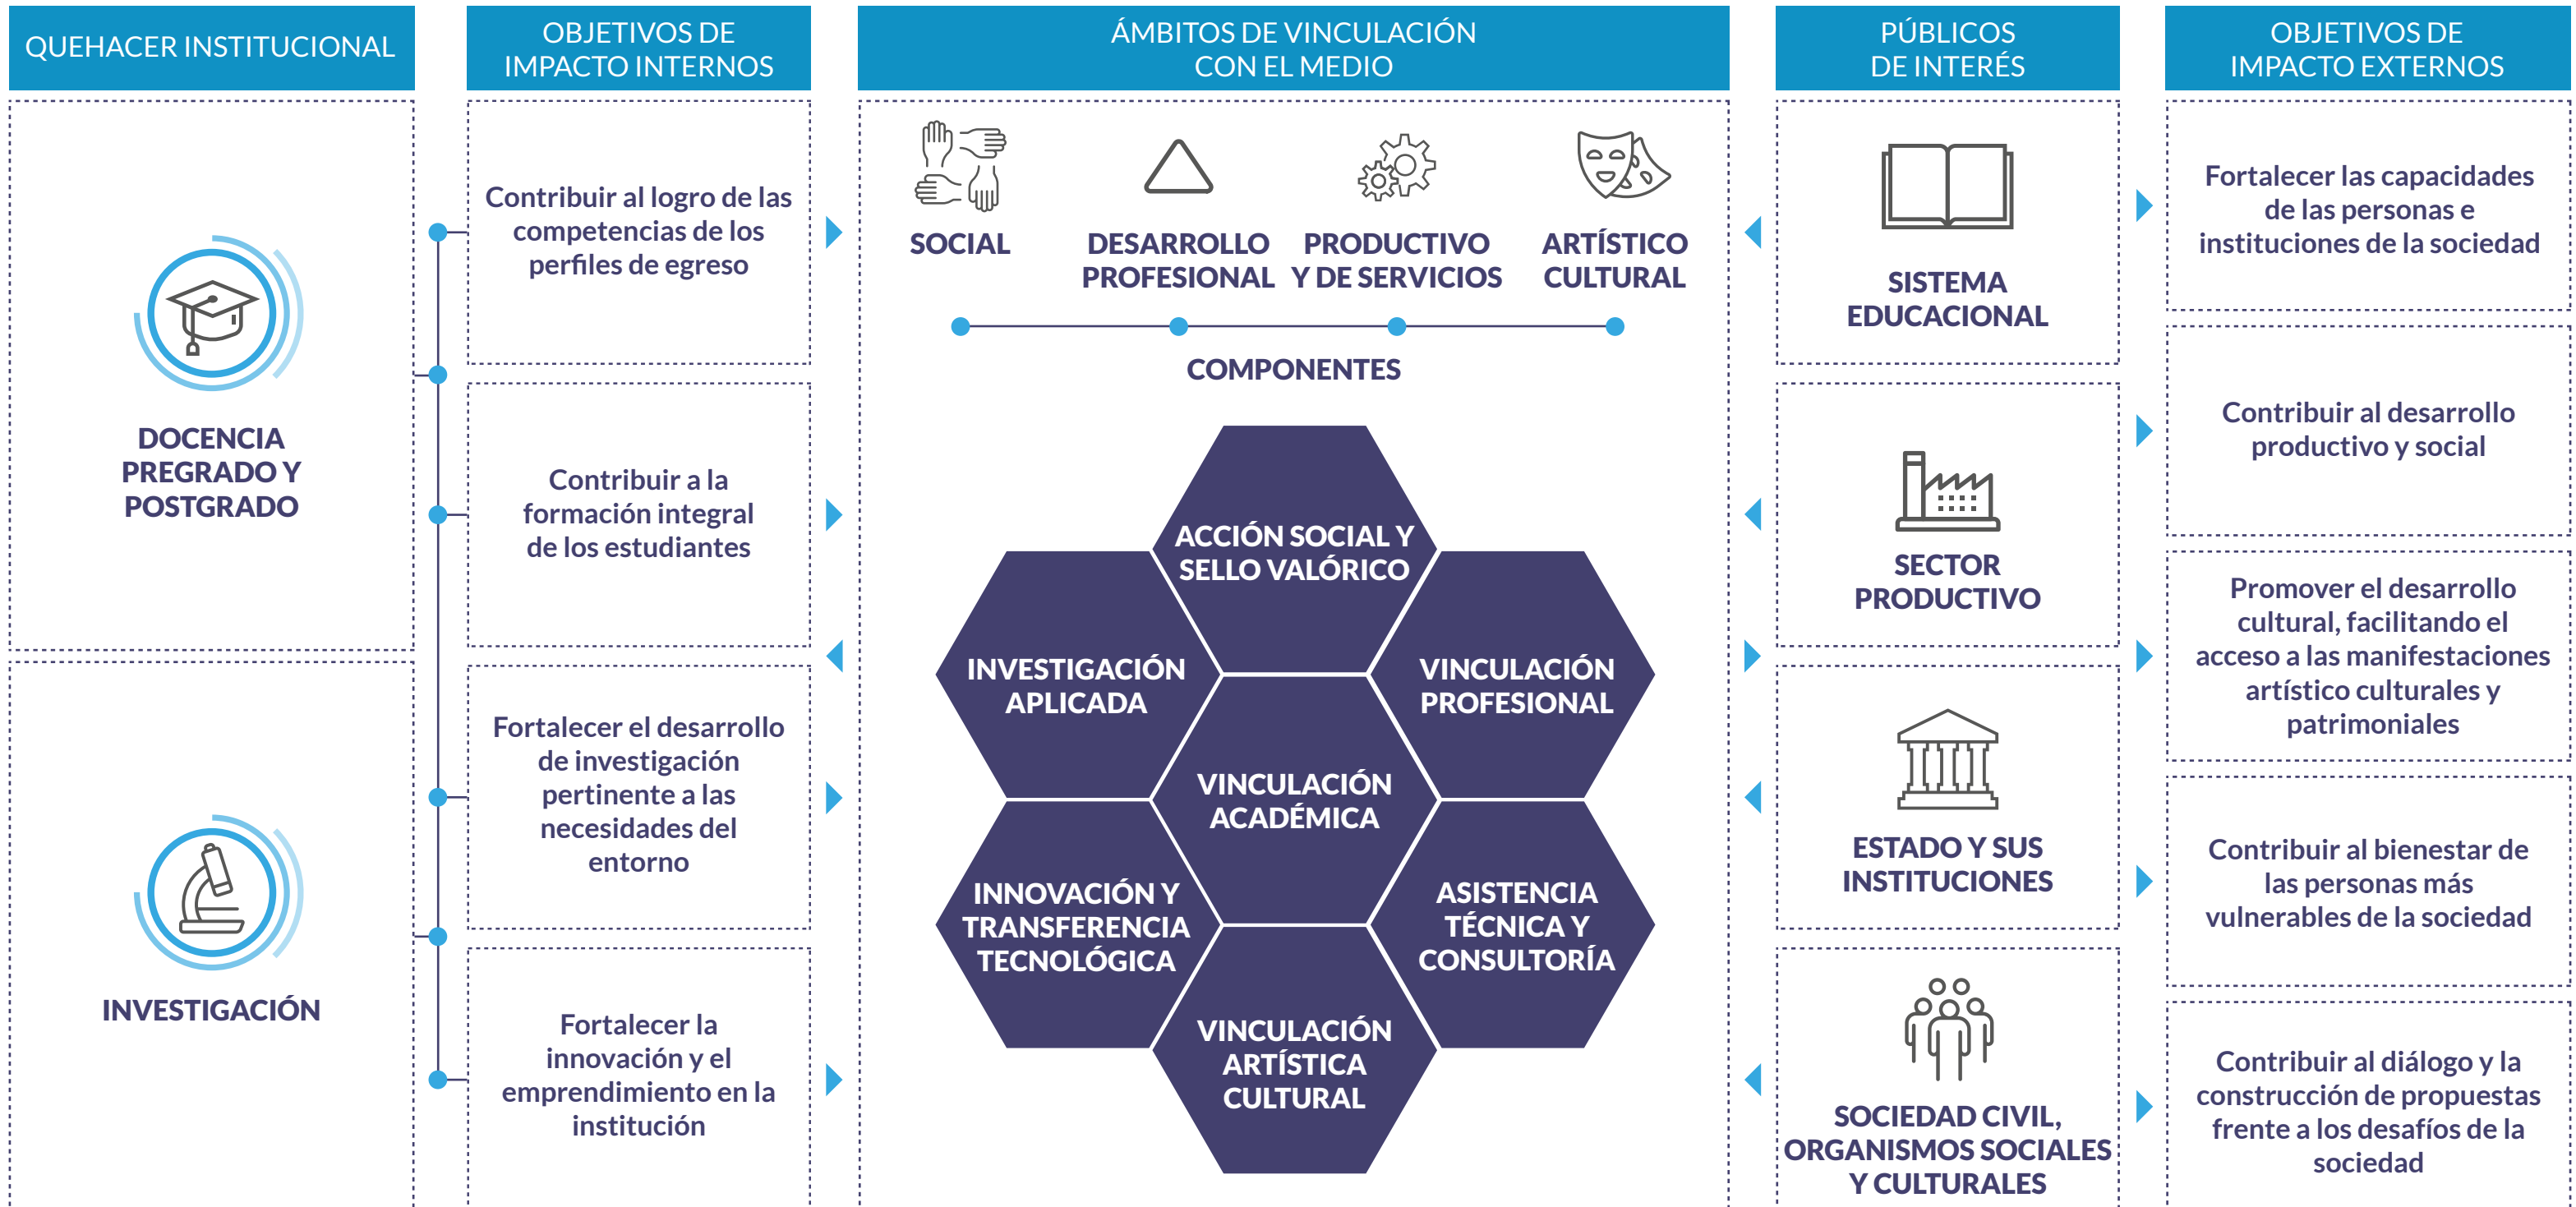 QUEHACER INSTITUCIONAL
OBJETIVOS DE
IMPACTO INTERNOS
ÁMBITOS DE VINCULACIÓN
CON EL MEDIO
PÚBLICOS
DE INTERÉS
OBJETIVOS DE
IMPACTO EXTERNOS
DOCENCIA
PREGRADO Y
POSTGRADO
INVESTIGACIÓN
Contribuir al logro de las
competencias de los
perfiles de egreso
Contribuir a la
formación integral
de los estudiantes
Fortalecer el desarrollo
de investigación
pertinente a las
necesidades del
entorno
Fortalecer la
innovación y el
emprendimiento en la
institución
SOCIAL
DESARROLLO
PROFESIONAL
PRODUCTIVO
Y DE SERVICIOS
ARTÍSTICO
CULTURAL
COMPONENTES
ACCIÓN SOCIAL Y
SELLO VALÓRICO
INVESTIGACIÓN
APLICADA
VINCULACIÓN
PROFESIONAL
VINCULACIÓN
ACADÉMICA
INNOVACIÓN Y
TRANSFERENCIA
TECNOLÓGICA
ASISTENCIA
TÉCNICA Y
CONSULTORÍA
VINCULACIÓN
ARTÍSTICA
CULTURAL
SISTEMA
EDUCACIONAL
SECTOR
PRODUCTIVO
ESTADO Y SUS
INSTITUCIONES
SOCIEDAD CIVIL,
ORGANISMOS SOCIALES
Y CULTURALES
Fortalecer las capacidades
de las personas e
instituciones de la sociedad
Contribuir al desarrollo
productivo y social
Promover el desarrollo
cultural, facilitando el
acceso a las manifestaciones
artístico culturales y
patrimoniales
Contribuir al bienestar de
las personas más
vulnerables de la sociedad
Contribuir al diálogo y la
construcción de propuestas
frente a los desafíos de la
sociedad